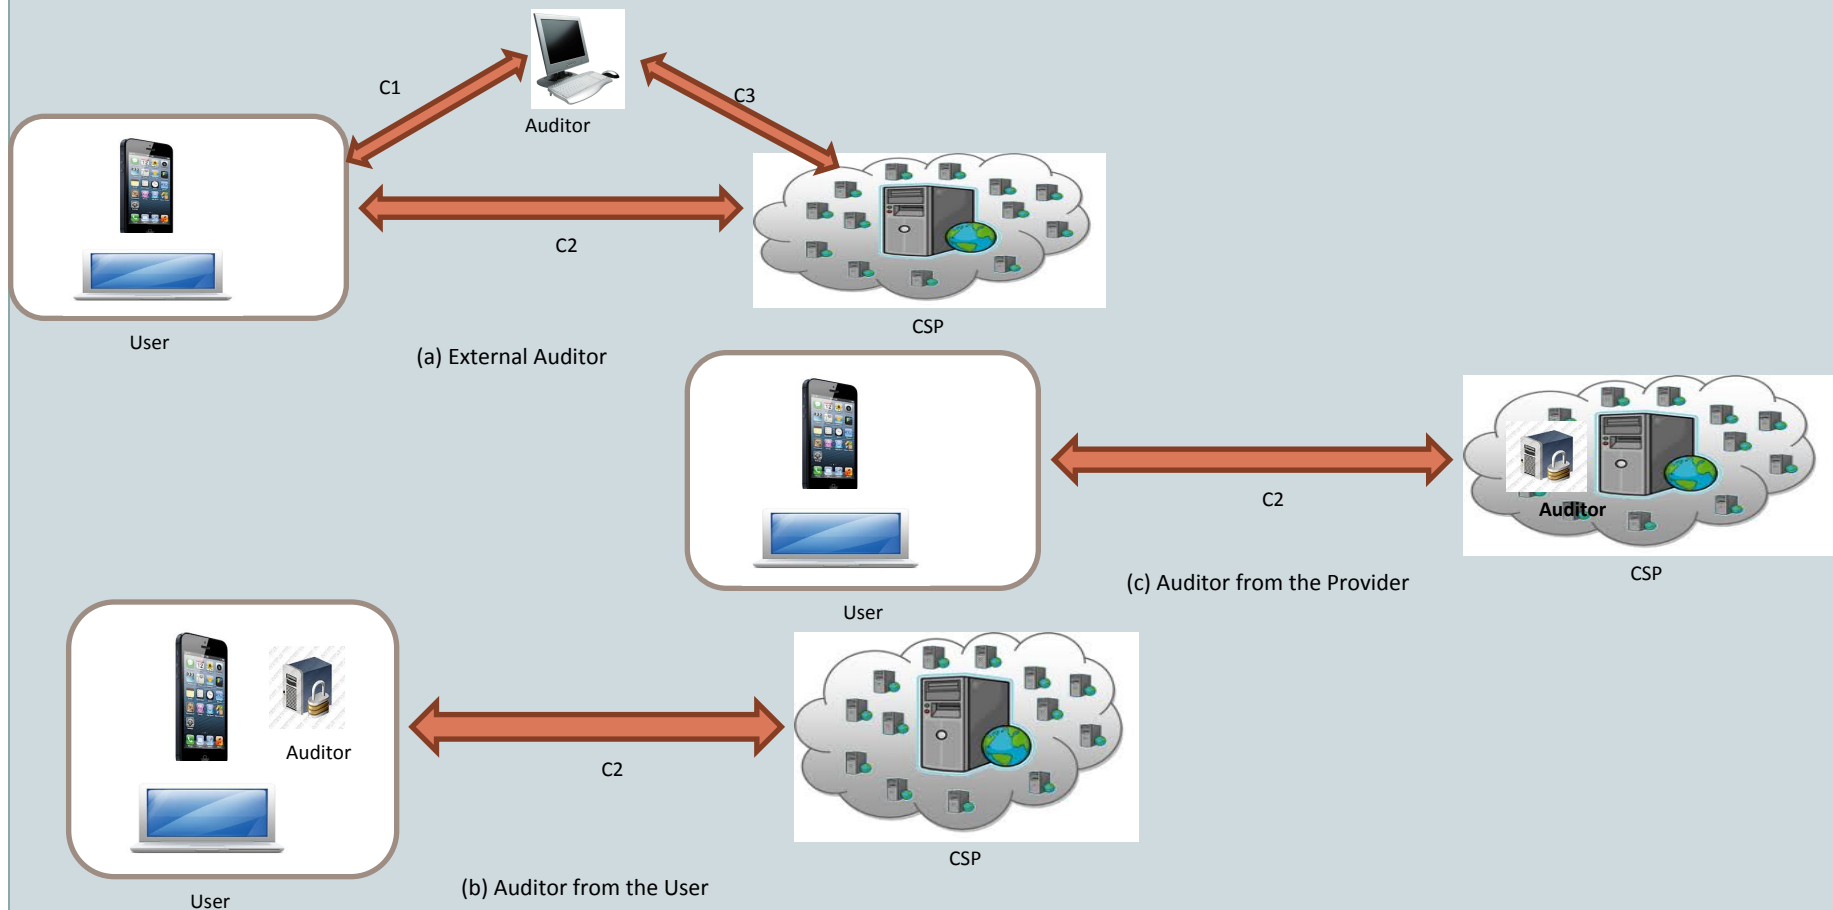 C1
C3
Auditor
C2
User
CSP
(a) External Auditor
C2
Auditor
CSP
(c) Auditor from the Provider
User
Auditor
C2
CSP
(b) Auditor from the User
User